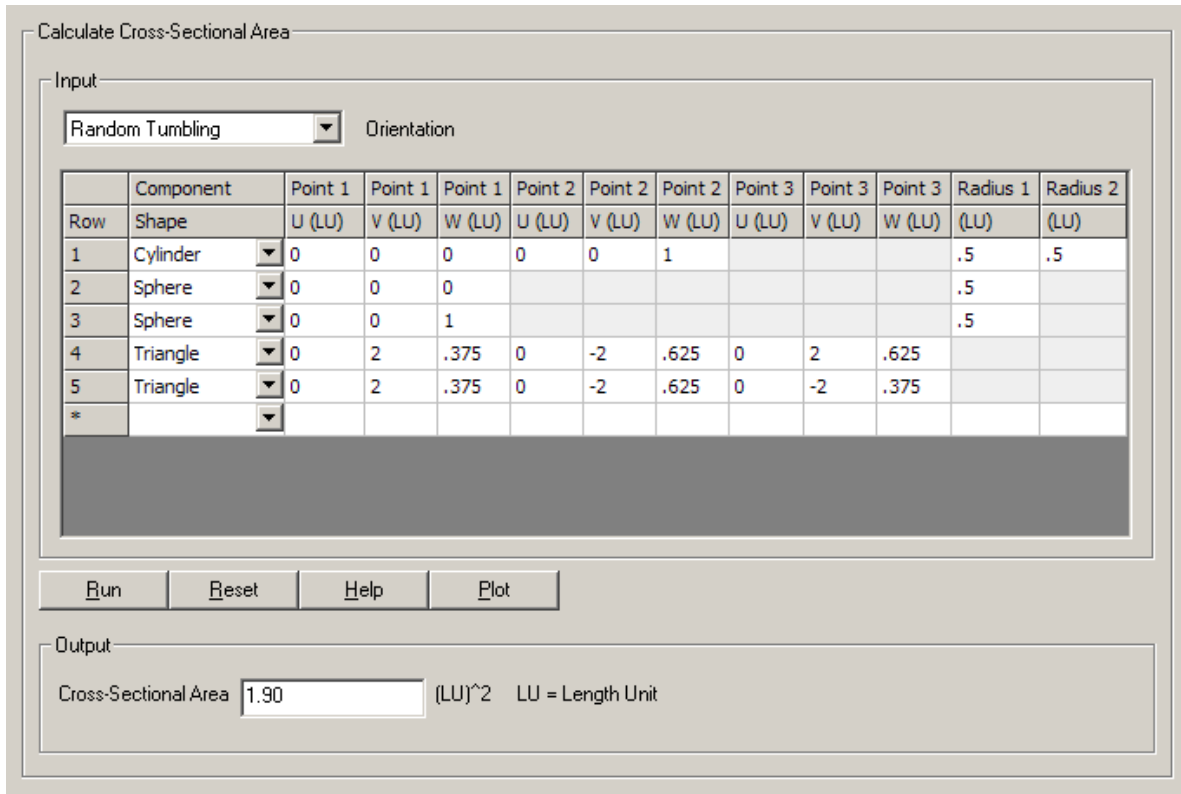 Calculate Cross-Sectional Area
Input
Random Tumbling Orientation
Component Point 1 Point 1 Point 1 Point 2 Point 2 Point 2 Point 3 Point 3 Point 3 Radius 1 Radius 2
Row Shape U (LU) V (LU) W (LU) U (LU) V (LU) W (LU) U (LU) V (LU) W (LU) (LU) (LU)
1 Cylinder 0 0 0 0 0 1 .5 .5
2 Sphere 0 0 0 .5
3 Sphere 0 0 1 .5
4 Triangle 0 2 .375 0 -2 .625 0 2 .625
5 Triangle 0 2 .375 0 -2 .625 0 -2 .375
*
Run Reset Help Plot
Output
Cross-Sectional Area 1.90 (LU)^2 LU = Length Unit